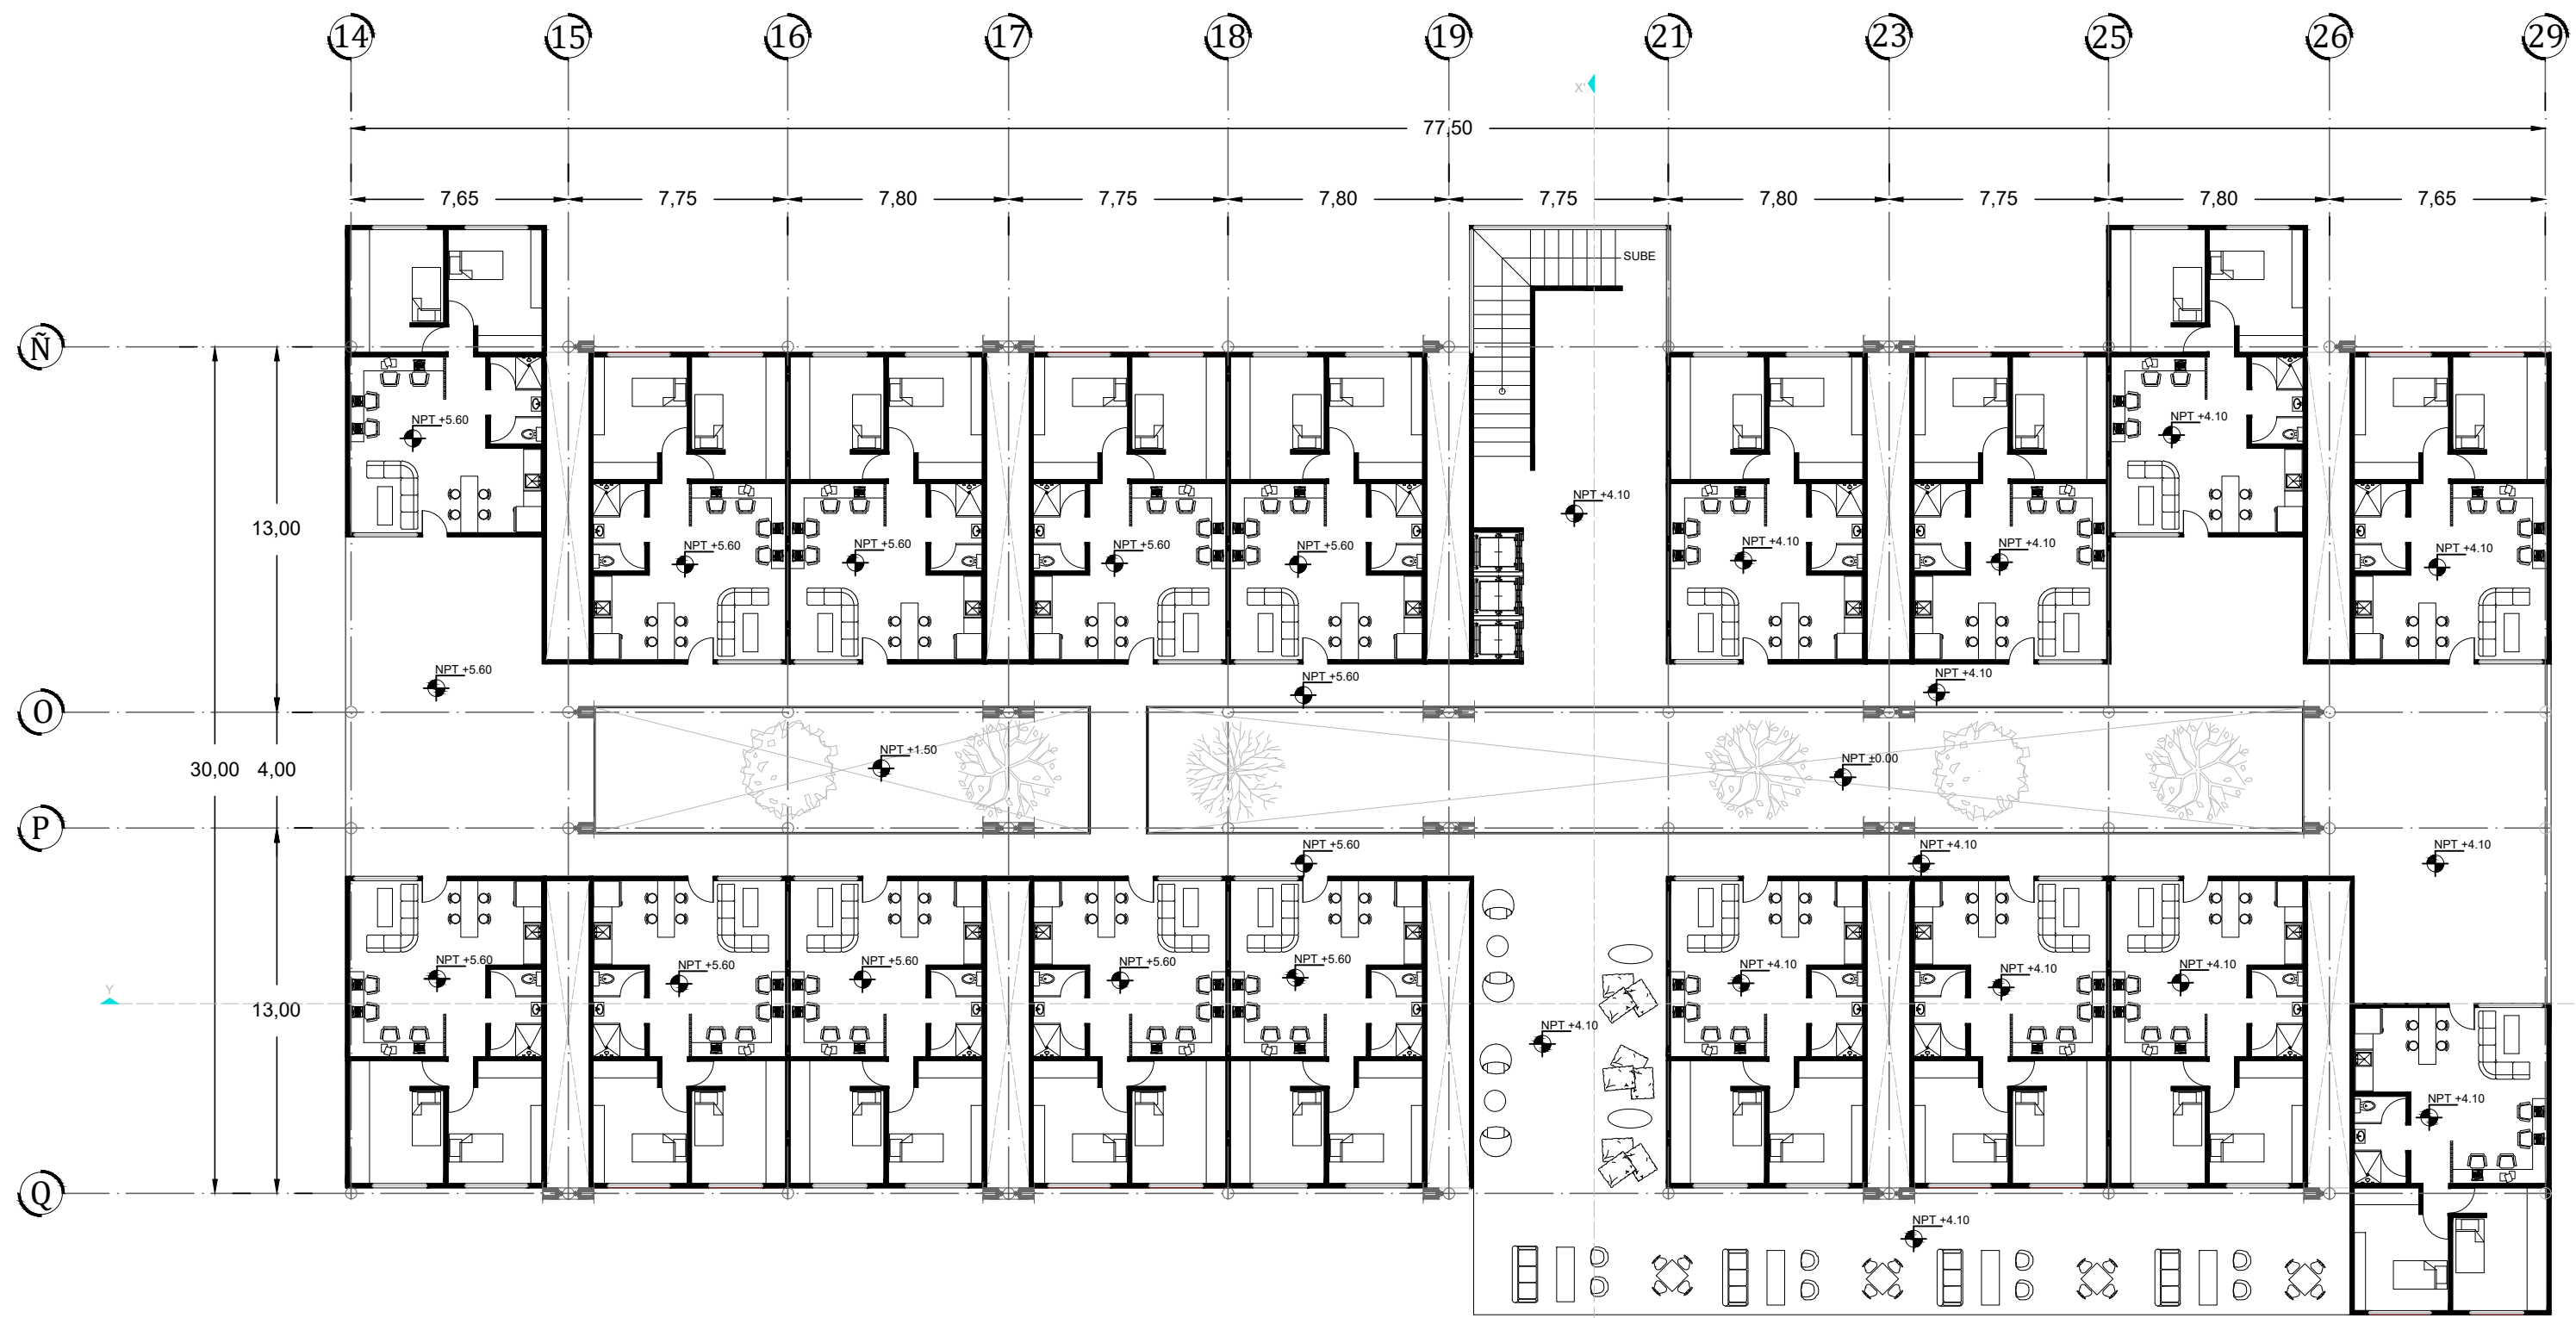 14 15 16 17 18 19 21 23 25 26 29
X'
77,50
7,65 7,75 7,80 7,75 7,80 7,75 7,80 7,75 7,80 7,65
SUBE
Ñ
NPT +5.60
NPT +4.10
NPT +4.10
13,00
NPT +5.60
NPT +5.60
NPT +5.60
NPT +5.60
NPT +4.10
NPT +4.10
NPT +4.10
NPT +5.60
NPT +5.60
NPT +4.10
O
NPT +1.50
NPT ±0.00
30,00 4,00
P
NPT +5.60
NPT +4.10
NPT +4.10
NPT +5.60
NPT +5.60
NPT +5.60
NPT +5.60
NPT +5.60
NPT +4.10
NPT +4.10
NPT +4.10
Y
13,00
NPT +4.10
NPT +4.10
Q
NPT +4.10